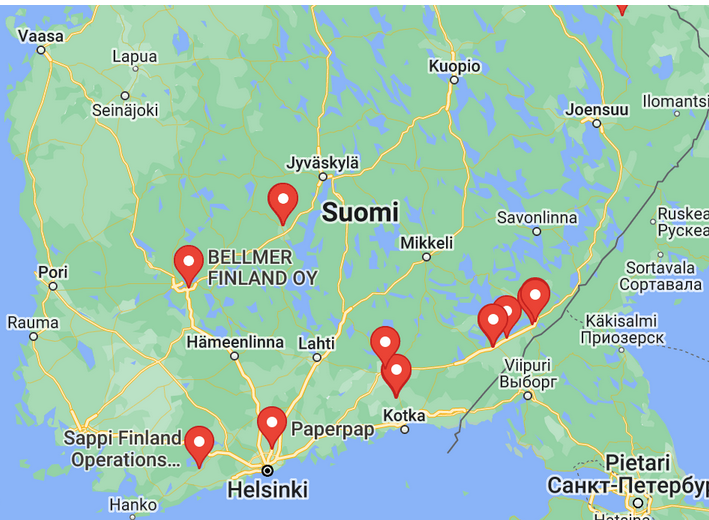 Vaasa
Lapua
Kuopio
Seinäjoki
Joensuu
Ilomantsi
Jyväskylä
Suomi
Savonlinna
Ruskea
Рускеа
Mikkeli
BELLMER
FINLAND OY
Pori
Sortavala
Сортавала
Rauma
Käkisalmi
Приозерск
Hämeenlinna
Lahti
Viipuri
Выборг
Kotka
Paperpap
Sappi Finland
Operations...
Pietari
Санкт-Петербур
Helsinki
Hanko